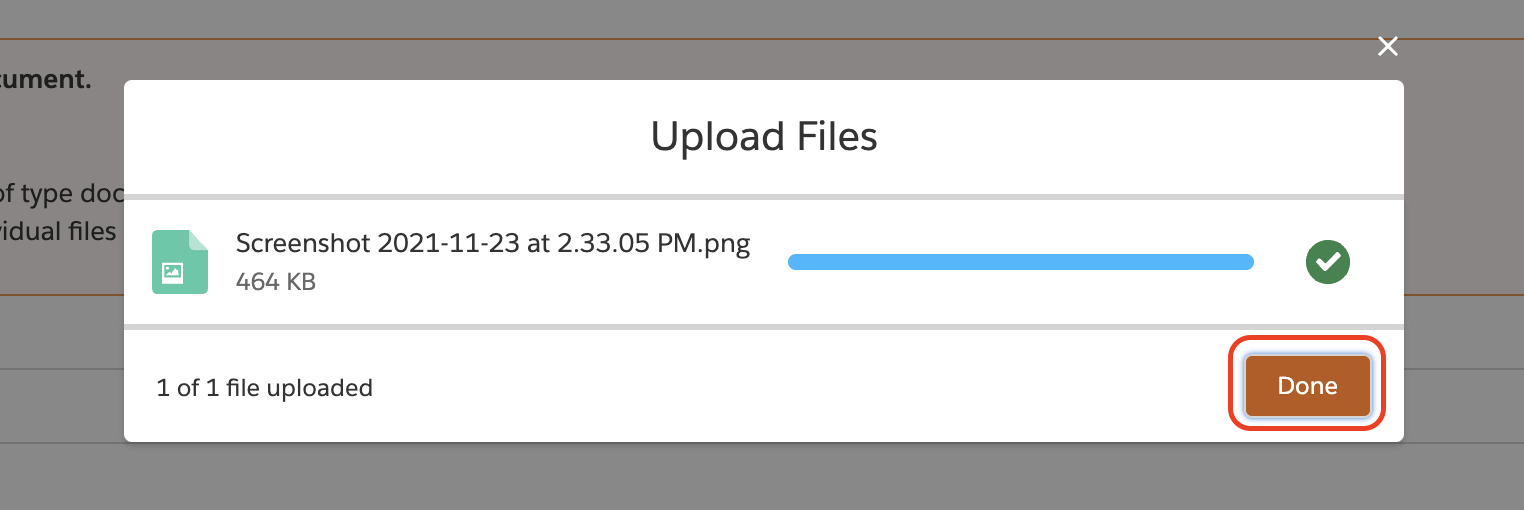 cument.
Upload Files
of type doc
idual files
Screenshot 2021-11-23 at 2.33.05 PM.png
464 KB
1 of 1 file uploaded
Done